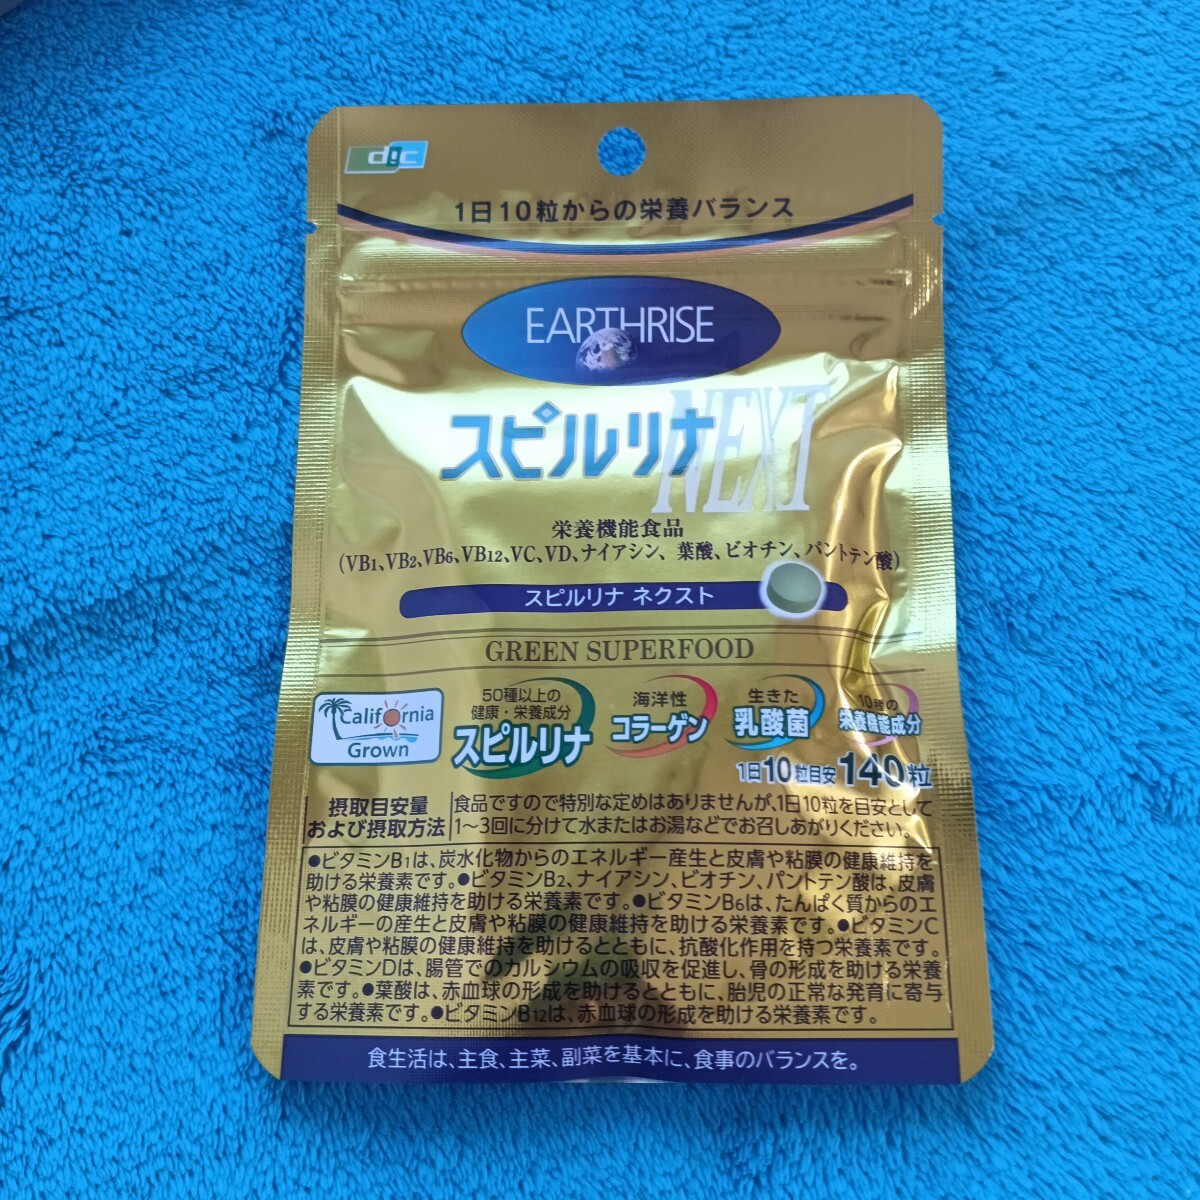 dic
1日10粒からの栄養バランス
EARTHRISE
スピルリナNEXT
栄養機能食品
(VB1、VB2、VB6、VB12、VC、VD、ナイアシン、葉酸、ビオチン、パントテン酸)
スピルリナ ネクスト
GREEN SUPERFOOD
California
Grown
50種以上の
健康・栄養成分
スピルリナ
海洋性
コラーゲン
生きた
乳酸菌
10種の
栄養機能成分
1日10粒目安140粒
摂取目安量
および摂取方法
食品ですので特別な定めはありませんが、1日10粒を目安として
1〜3回に分けて水またはお湯などでお召しあがりください。
●ビタミンB1は、炭水化物からのエネルギー産生と皮膚や粘膜の健康維持を
助ける栄養素です。●ビタミンB2、ナイアシン、ビオチン、パントテン酸は、皮膚
や粘膜の健康維持を助ける栄養素です。●ビタミンB6は、たんぱく質からのエ
ネルギーの産生と皮膚や粘膜の健康維持を助ける栄養素です。●ビタミンC
は、皮膚や粘膜の健康維持を助けるとともに、抗酸化作用を持つ栄養素です。
●ビタミンDは、腸管でのカルシウムの吸収を促進し、骨の形成を助ける栄養
素です。●葉酸は、赤血球の形成を助けるとともに、胎児の正常な発育に寄与
する栄養素です。●ビタミンB12は、赤血球の形成を助ける栄養素です。
食生活は、主食、主菜、副菜を基本に、食事のバランスを。